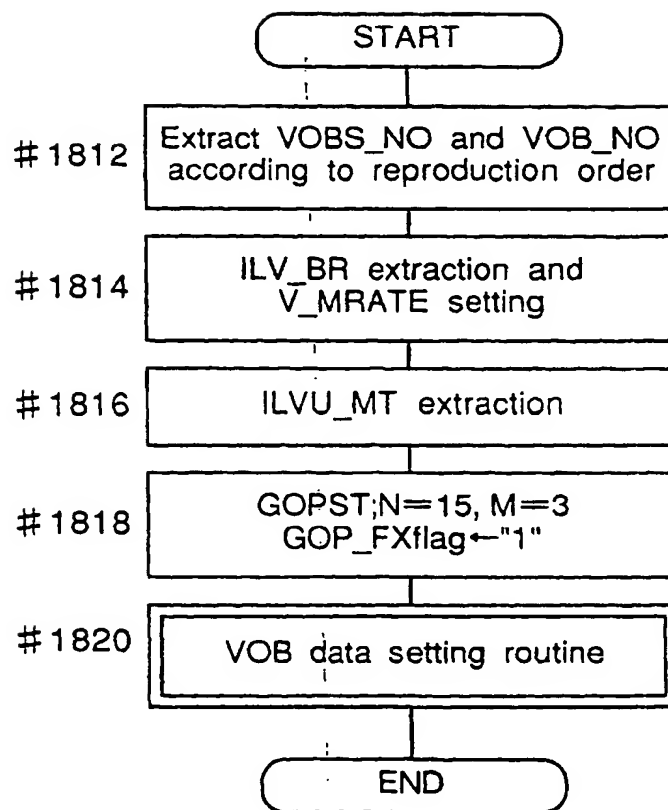 START
#1812
Extract VOBS_NO and VOB_NO
according to reproduction order
#1814
ILV_BR extraction and
V_MRATE setting
#1816
ILVU_MT extraction
#1818
GOPST;N=15, M=3
GOP_FXflag←"1"
#1820
VOB data setting routine
END